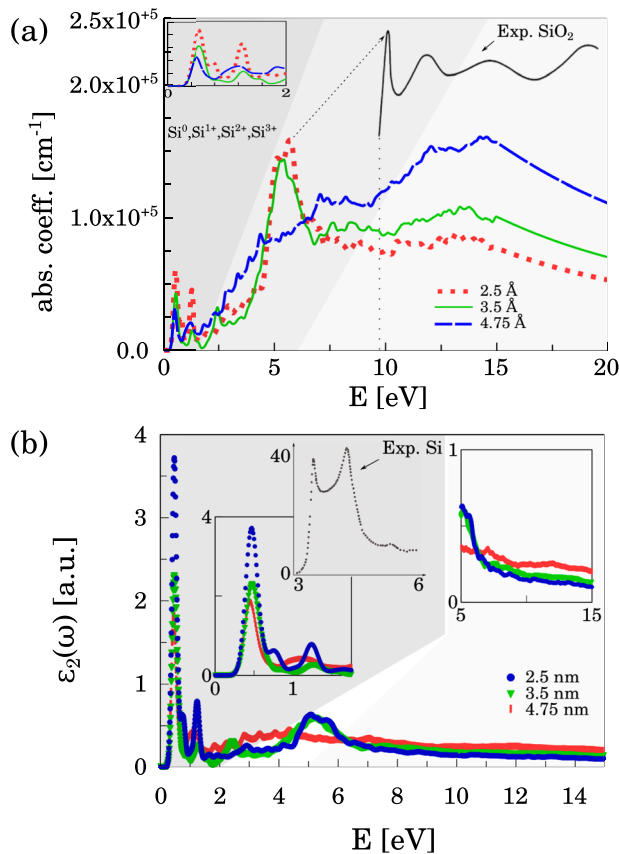 (a)
2.5x10+5
2.0x10+5
1.0x10+5
0.0
abs. coeff. [cm-1]
0 2
Si0,Si1+,Si2+,Si3+
Exp. SiO2
2.5 Å
3.5 Å
4.75 Å
0 5 10 15 20
E [eV]
(b)
4
3
2
1
0
ε2(ω) [a.u.]
40
0
3 6
Exp. Si
4
0
0 1
1
0
5 15
2.5 nm
3.5 nm
4.75 nm
0 2 4 6 8 10 12 14
E [eV]